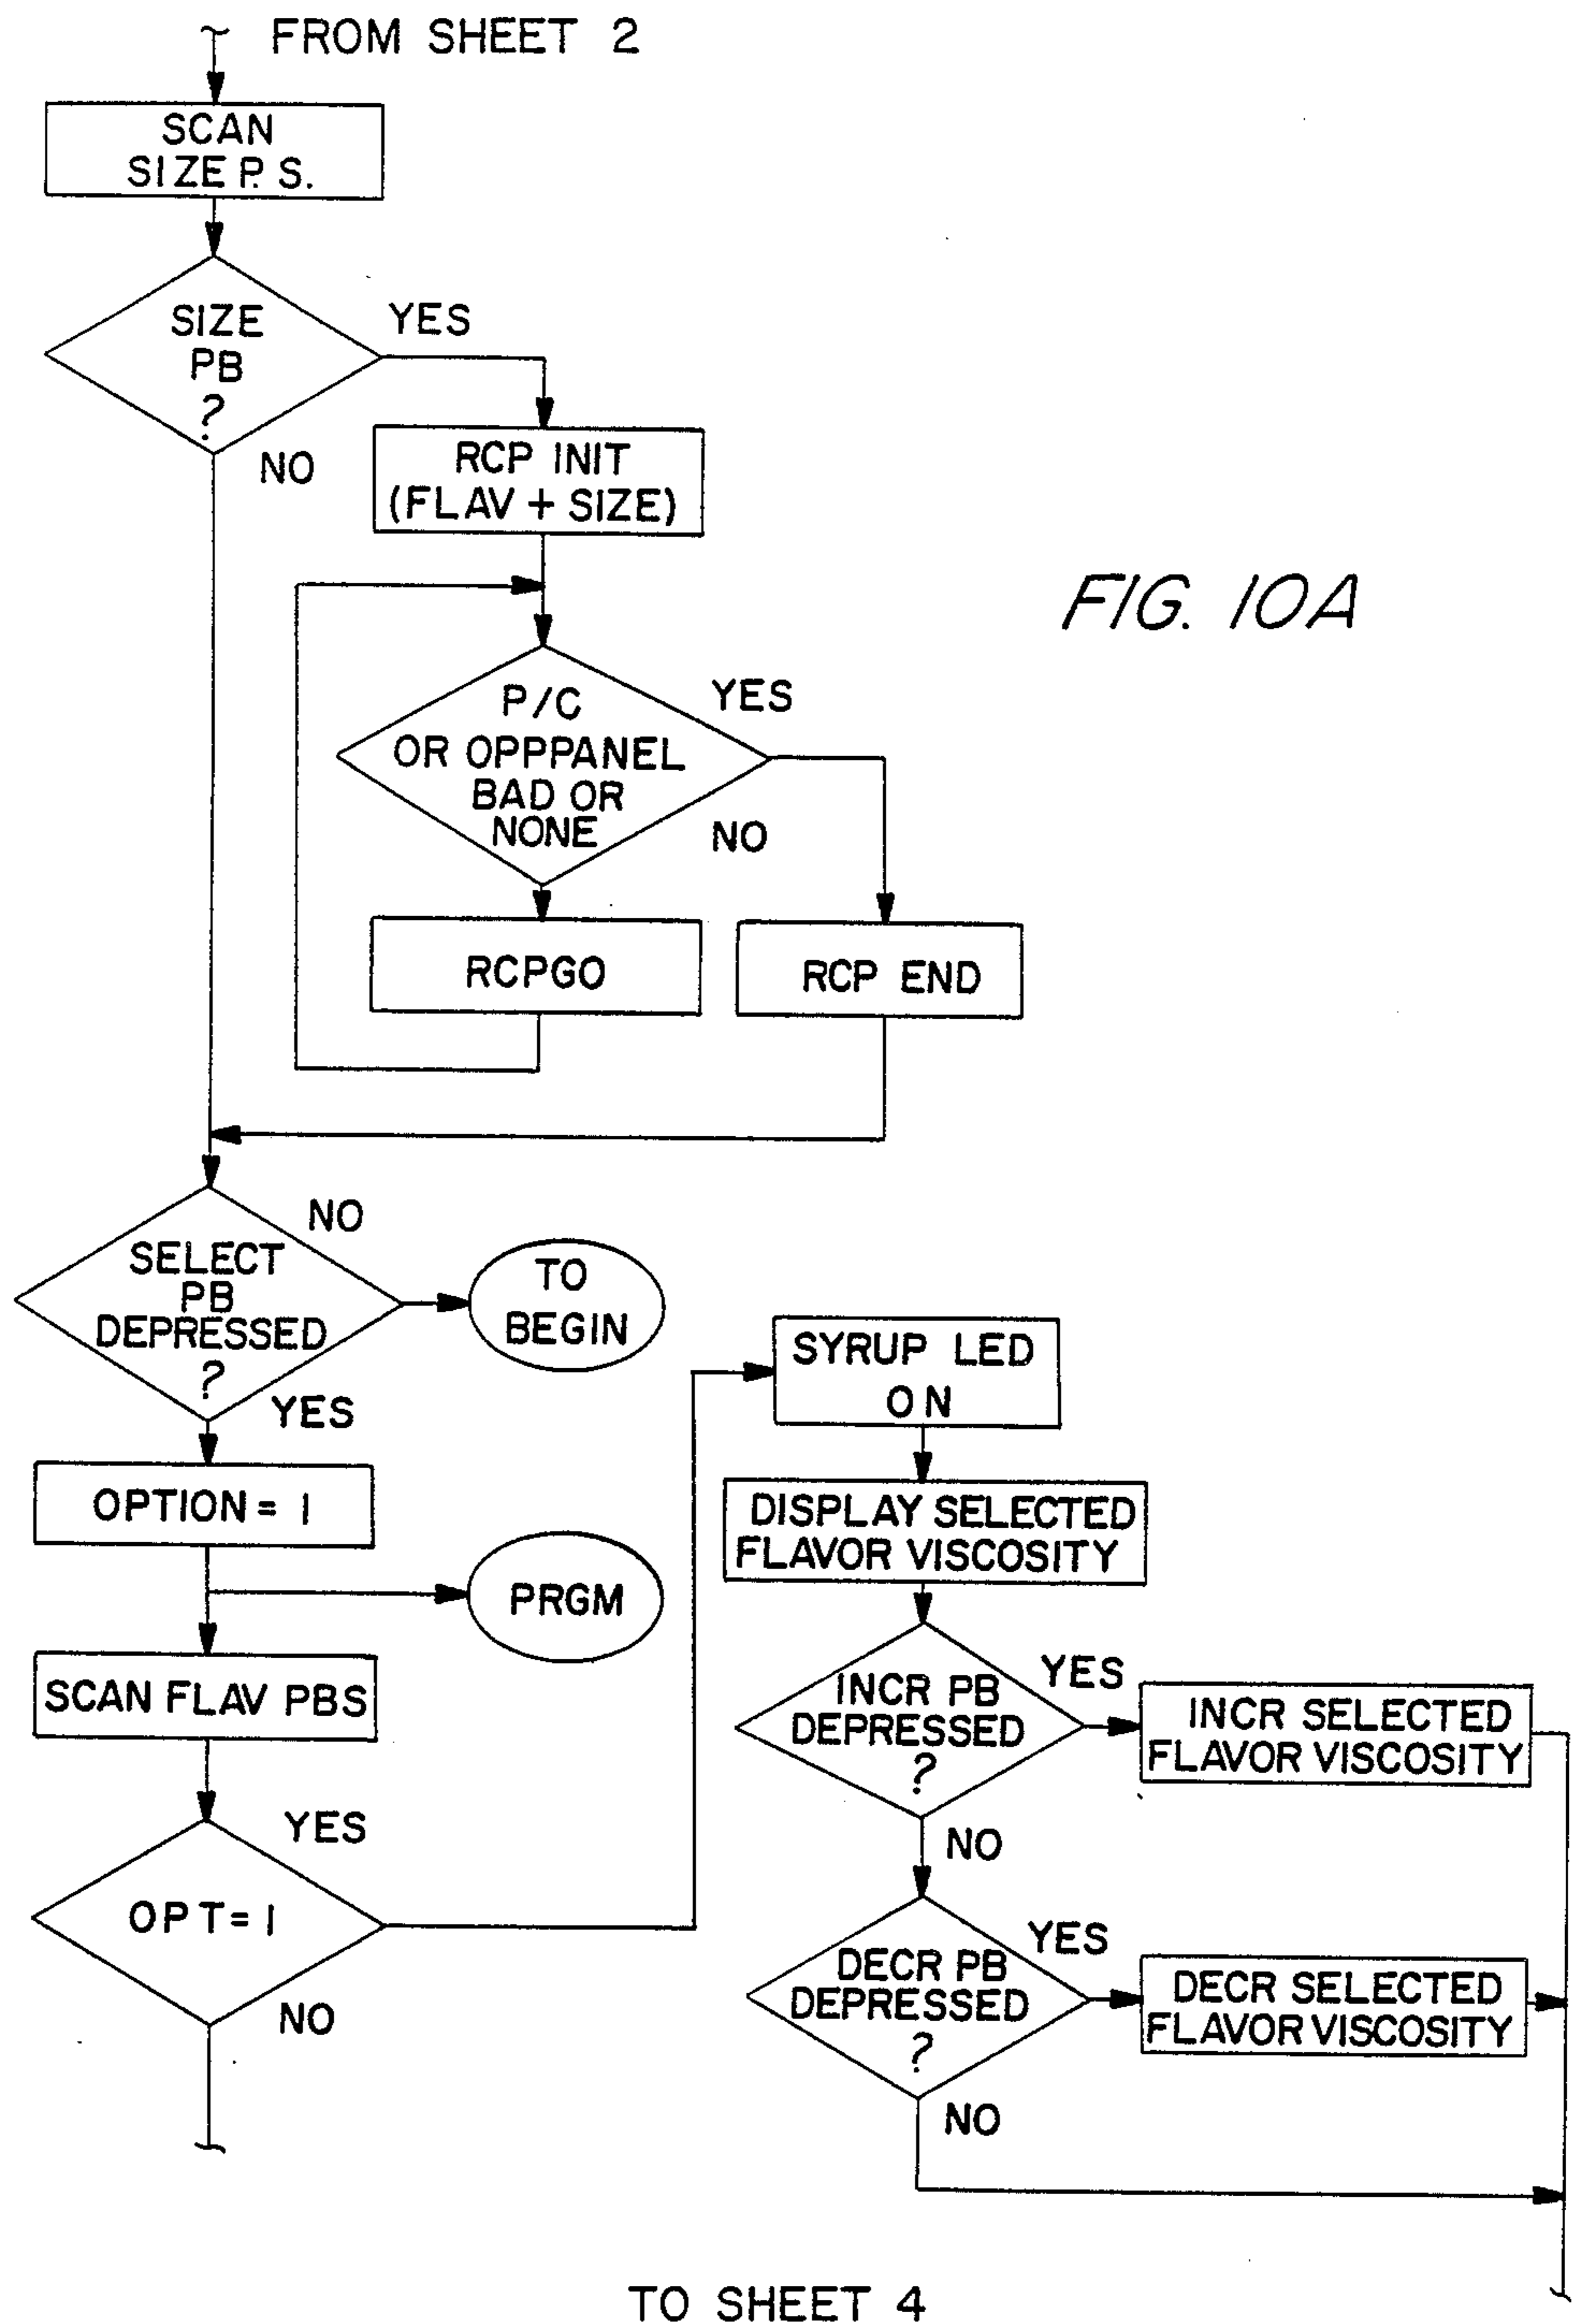 FROM SHEET 2
SCAN
SIZE P. S.
SIZE
PB
?
YES
NO
RCP INIT
(FLAV + SIZE)
FIG. 10A
P/C
OR OPPPANEL
BAD OR
NONE
YES
NO
RCPGO
RCP END
SELECT
PB
DEPRESSED
?
NO
YES
TO
BEGIN
OPTION = 1
PRGM
SCAN FLAV PBS
OPT = 1
YES
NO
SYRUP LED
ON
DISPLAY SELECTED
FLAVOR VISCOSITY
INCR PB
DEPRESSED
?
YES
NO
INCR SELECTED
FLAVOR VISCOSITY
DECR PB
DEPRESSED
?
YES
NO
DECR SELECTED
FLAVOR VISCOSITY
TO SHEET 4